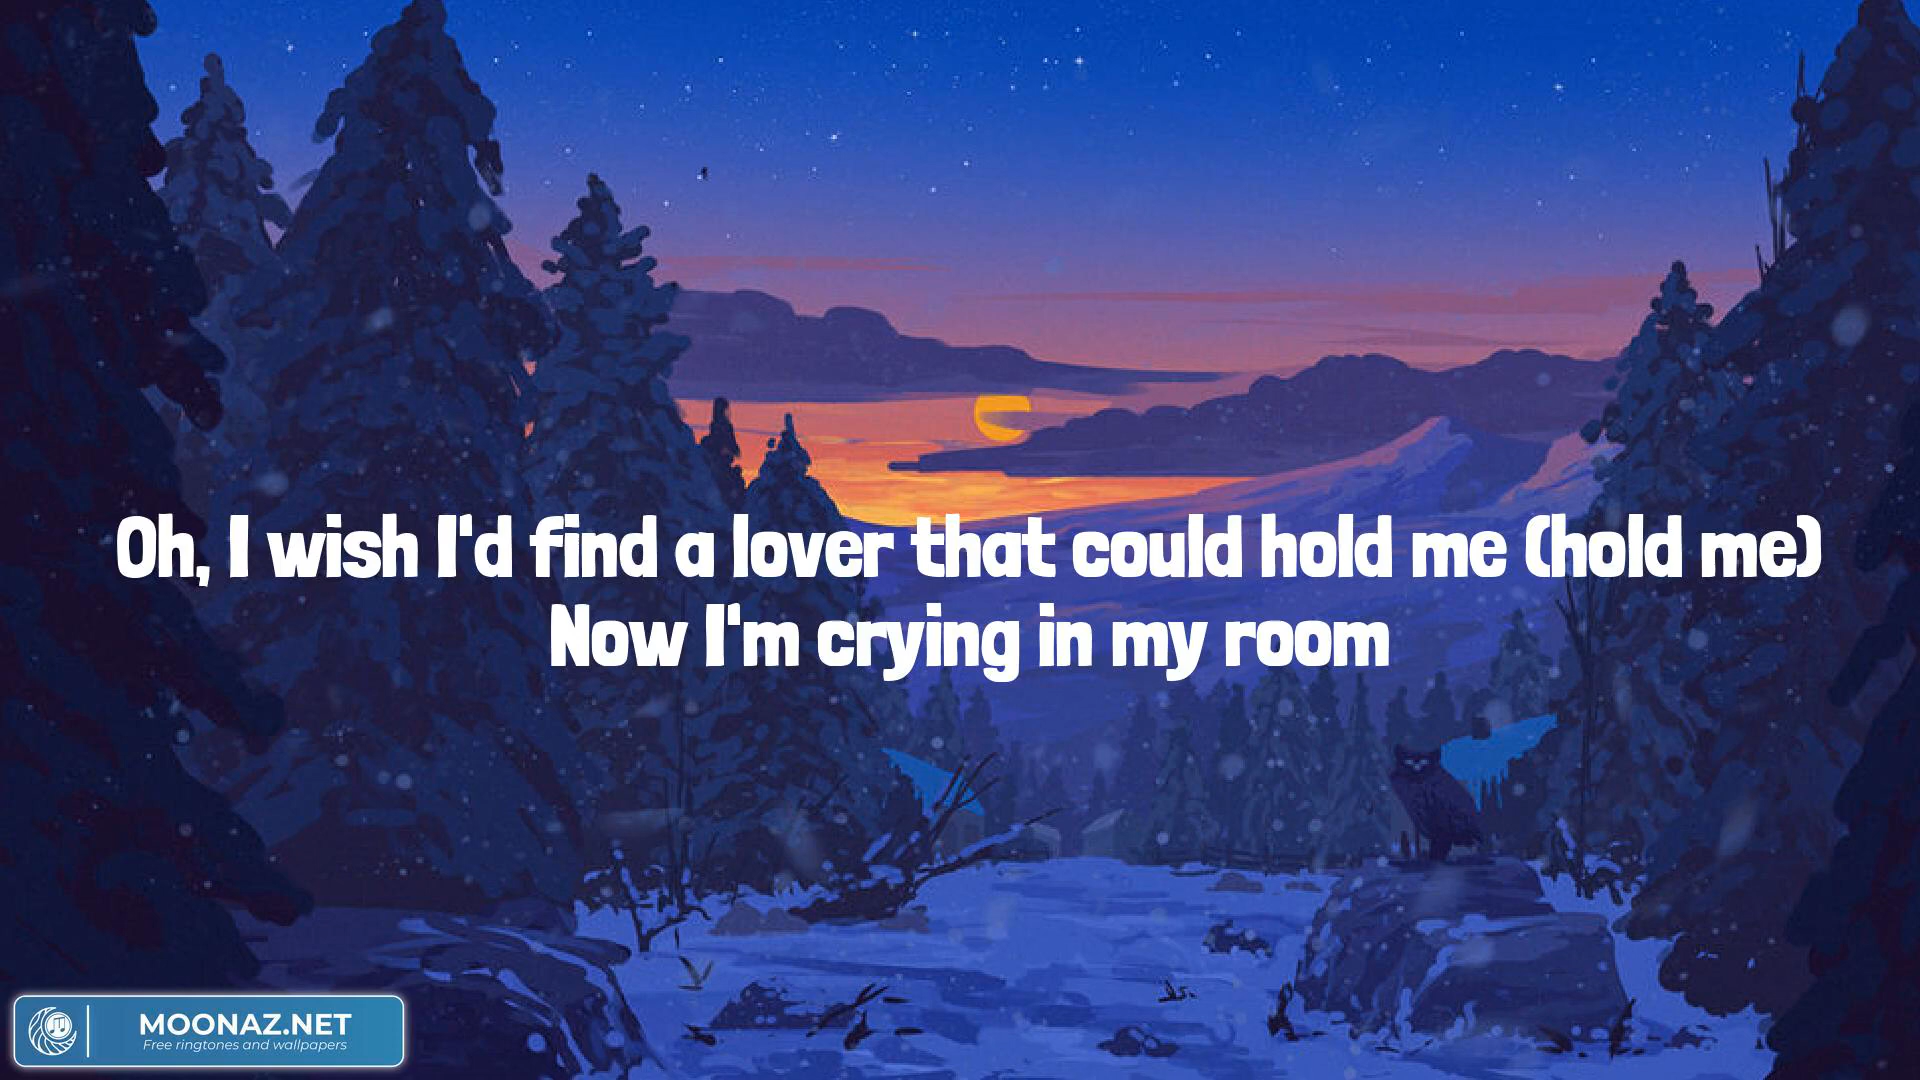 Oh, I wish I'd find a lover that could hold me (hold me)
Now I'm crying in my room
MOONAZ.NET
Free ringtones and wallpapers